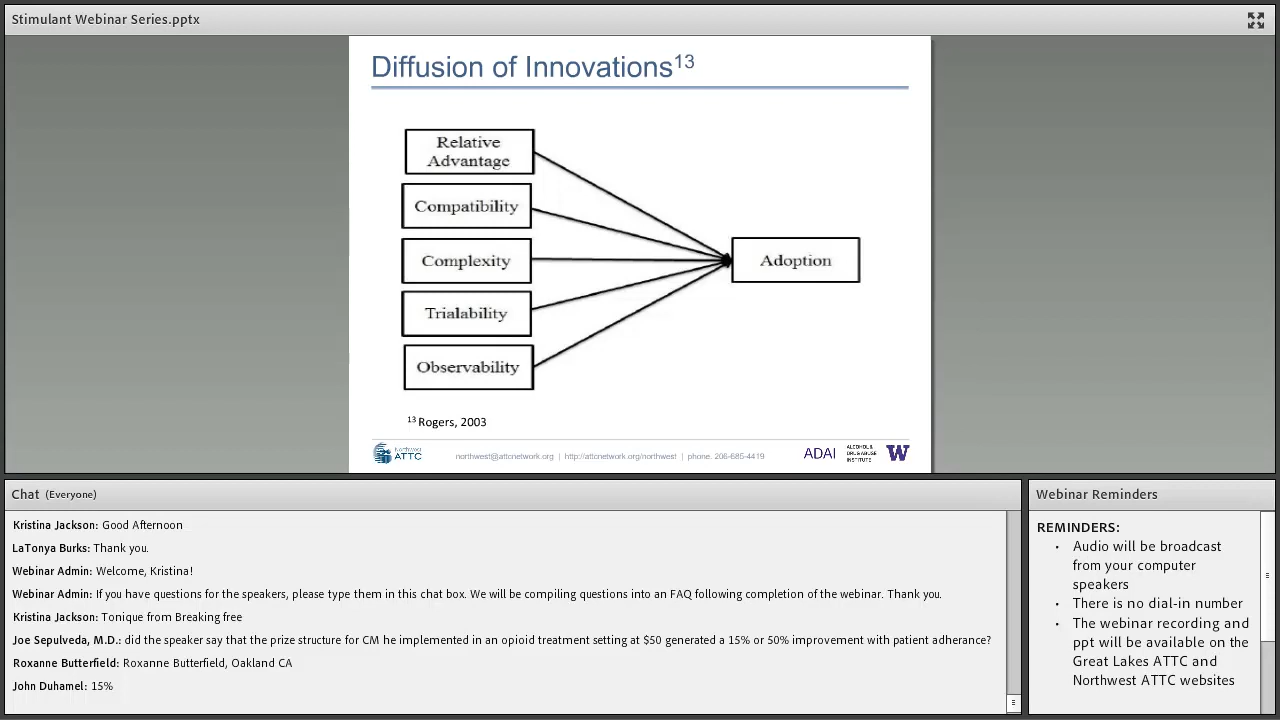 Stimulant Webinar Series.pptx
Diffusion of Innovations13
Relative
Advantage
Compatibility
Complexity
Trialability
Observability
Adoption
13 Rogers, 2003
Northwest
ATTC
northwest@attcnetwork.org | http://attcnetwork.org/northwest | phone. 206-685-4419
ADAI
ALCOHOL &
DRUG ABUSE
INSTITUTE
W
Chat (Everyone)
Kristina Jackson: Good Afternoon
LaTonya Burks: Thank you.
Webinar Admin: Welcome, Kristina!
Webinar Admin: If you have questions for the speakers, please type them in this chat box. We will be compiling questions into an FAQ following completion of the webinar. Thank you.
Kristina Jackson: Tonique from Breaking free
Joe Sepulveda, M.D.: did the speaker say that the prize structure for CM he implemented in an opioid treatment setting at $50 generated a 15% or 50% improvement with patient adherance?
Roxanne Butterfield: Roxanne Butterfield, Oakland CA
John Duhamel: 15%
Webinar Reminders
REMINDERS:
• Audio will be broadcast
from your computer
speakers
• There is no dial-in number
• The webinar recording and
ppt will be available on the
Great Lakes ATTC and
Northwest ATTC websites